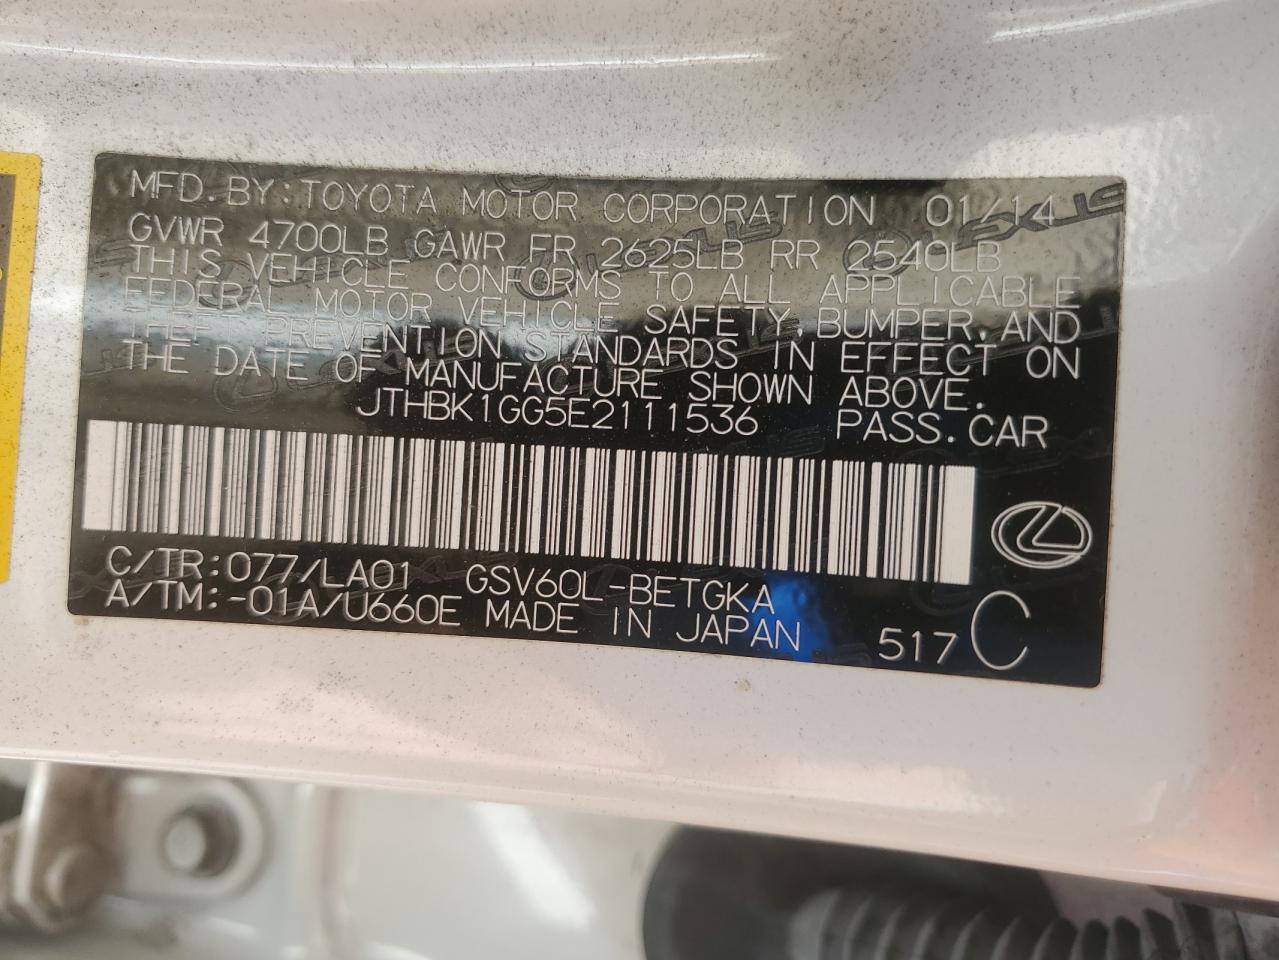 MFD.BY:TOYOTA MOTOR CORPORATION 01/14
GVWR 4700LB GAWR FR 2625LB RR 2540LB
THIS VEHICLE CONFORMS TO ALL APPLICABLE
FEDERAL MOTOR VEHICLE SAFETY,BUMPER,AND
THEFT PREVENTION STANDARDS IN EFFECT ON
THE DATE OF MANUFACTURE SHOWN ABOVE.
JTHBK1GG5E2111536 PASS.CAR
C/TR:077/LA01 GSV60L-BETGKA
A/TM:-01A/U660E MADE IN JAPAN 517 C